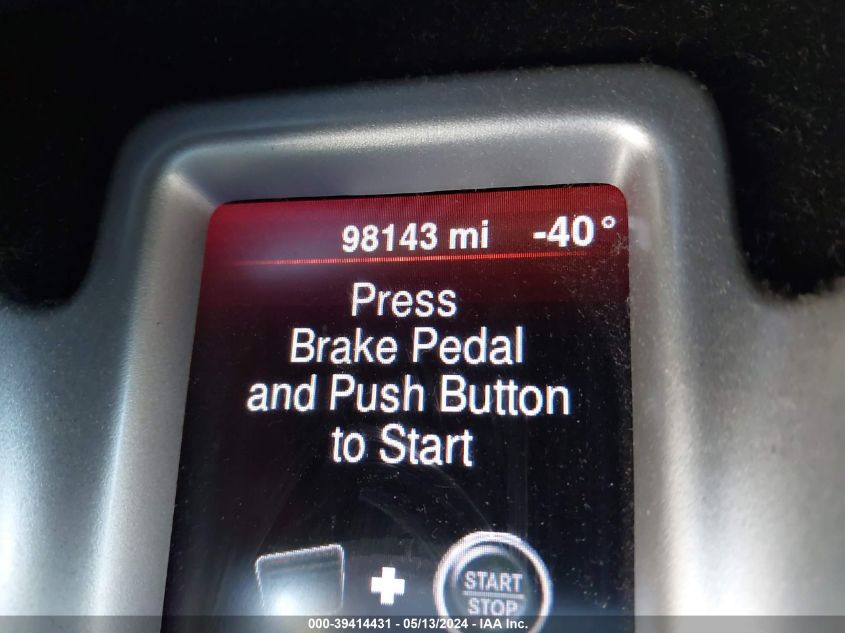 98143 mi -40°
Press
Brake Pedal
and Push Button
to Start
START
STOP
000-39414431 - 05/13/2024 - IAA Inc.